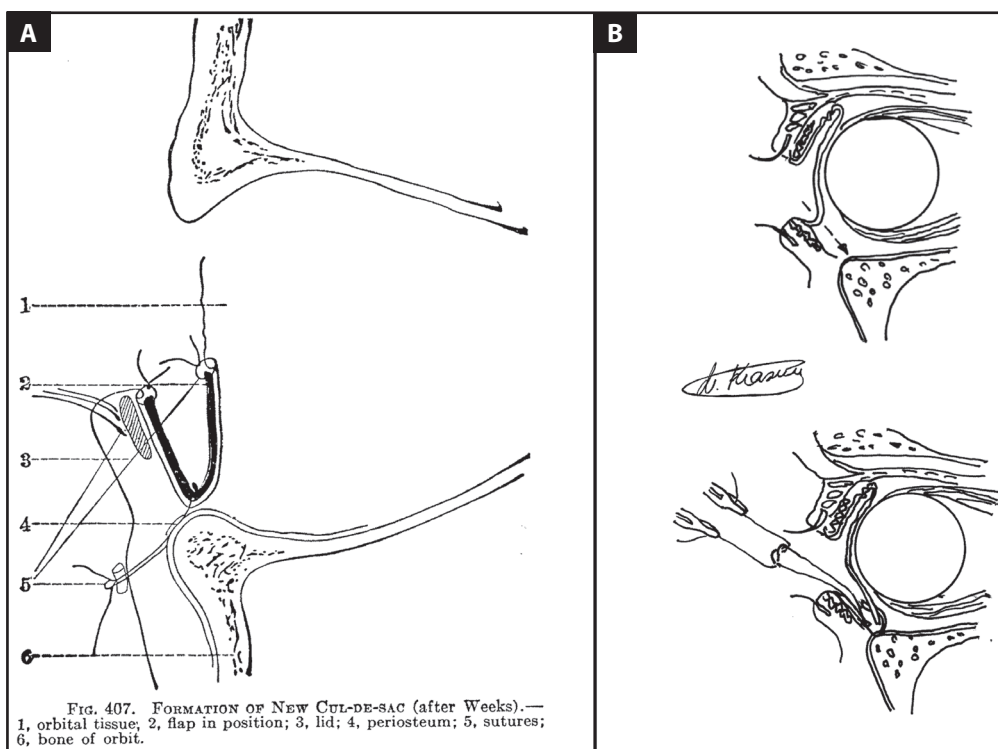 A
B
1
2
3
4
5
6
FIG. 407. FORMATION OF NEW CUL-DE-SAC (after Weeks).—
1, orbital tissue; 2, flap in position; 3, lid; 4, periosteum; 5, sutures;
6, bone of orbit.